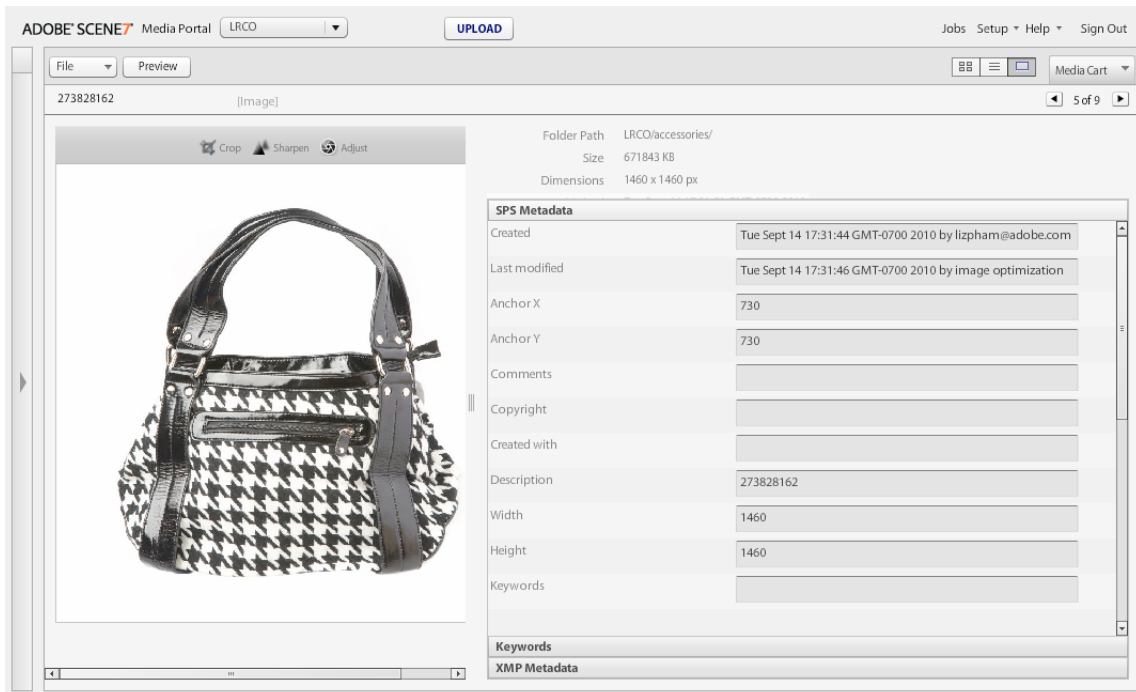 ADOBE® SCENE7® Media Portal LRCO UPLOAD Jobs Setup Help Sign Out
File Preview Media Cart
273828162 [Image] 5 of 9
Crop Sharpen Adjust
Folder Path LRCO/accessories/
Size 671843 KB
Dimensions 1460 x 1460 px
SPS Metadata
Created Tue Sept 14 17:31:44 GMT-0700 2010 by lizpham@adobe.com
Last modified Tue Sept 14 17:31:46 GMT-0700 2010 by image optimization
Anchor X 730
Anchor Y 730
Comments
Copyright
Created with
Description 273828162
Width 1460
Height 1460
Keywords
Keywords
XMP Metadata